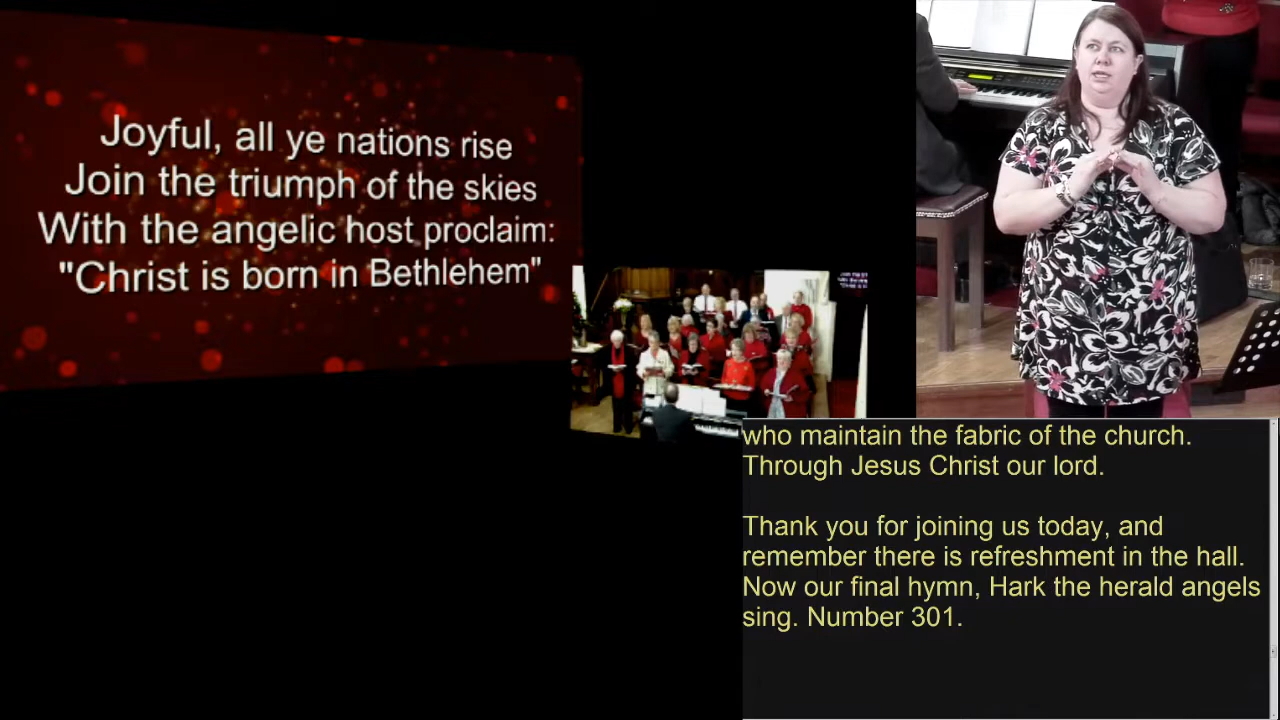 Joyful, all ye nations rise
Join the triumph of the skies
With the angelic host proclaim:
"Christ is born in Bethlehem"
who maintain the fabric of the church.
Through Jesus Christ our lord.
Thank you for joining us today, and
remember there is refreshment in the hall.
Now our final hymn, Hark the herald angels
sing. Number 301.